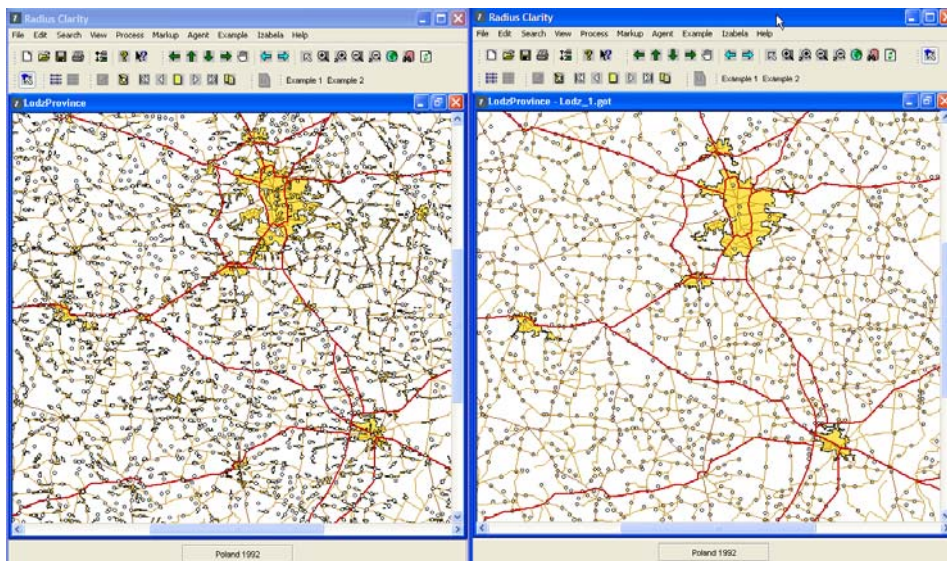 Radius Clarity
File Edit Search View Process Markup Agent Example Izabela Help
Example 1 Example 2
LodzProvince
Poland 1992
Radius Clarity
File Edit Search View Process Markup Agent Example Izabela Help
Example 1 Example 2
LodzProvince - Lodz_1.got
Poland 1992